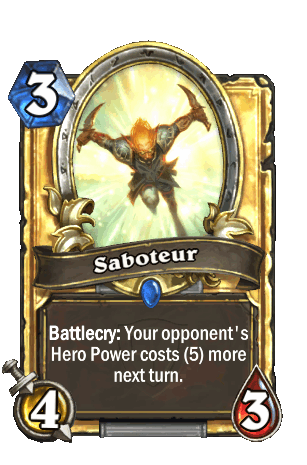 3
Saboteur
Battlecry: Your opponent's
Hero Power costs (5) more
next turn.
4
3